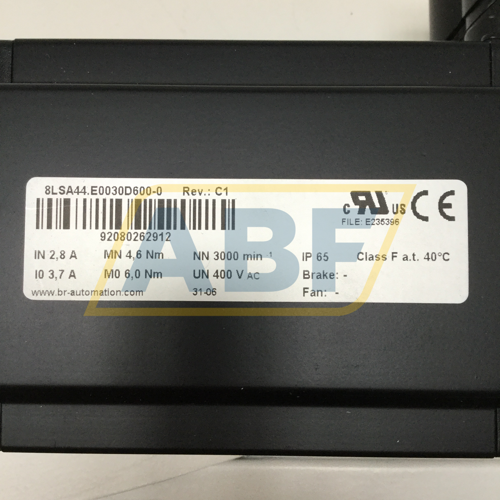 8LSA44.E0030D600-0 Rev.: C1
92080262912
IN 2,8 A MN 4,6 Nm NN 3000 min⁻¹ IP 65 Class F a.t. 40°C
I0 3,7 A M0 6,0 Nm UN 400 V AC Brake: -
www.br-automation.com 31-06 Fan: -
C RU US CE
FILE: E235396
ABF